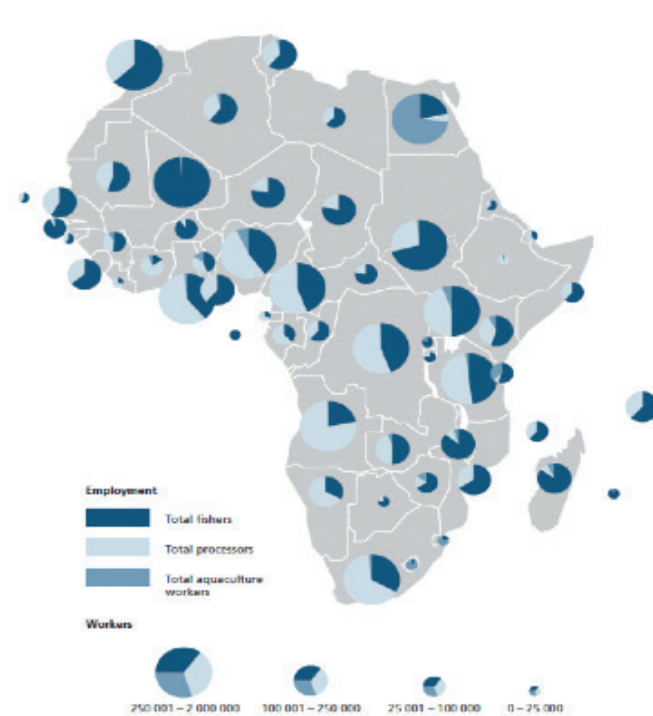 Employment
Total fishers
Total processors
Total aquaculture
workers
Workers
250 001 – 2 000 000
100 001 – 250 000
25 001 – 100 000
0 – 25 000